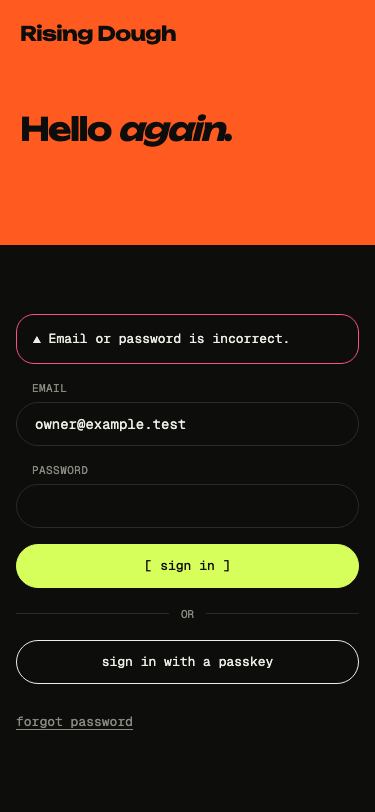 Rising Dough
Hello again.
▲ Email or password is incorrect.
EMAIL
owner@example.test
PASSWORD
[ sign in ]
OR
sign in with a passkey
forgot password